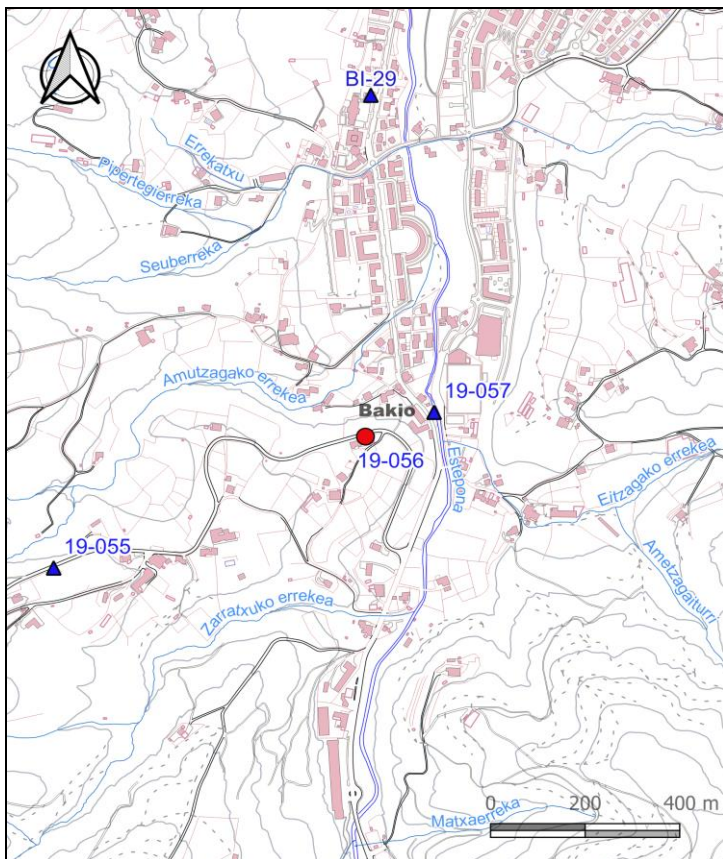 BI-29
Errekatxu
Pipertegierreka
Seuberreka
Amutzagako errekea
19-057
Bakio
19-056
Estepona
Eitzagako errekea
19-055
Ametzagaiturri
Zarratxuko errekea
0 200 400 m
Matxaerreka